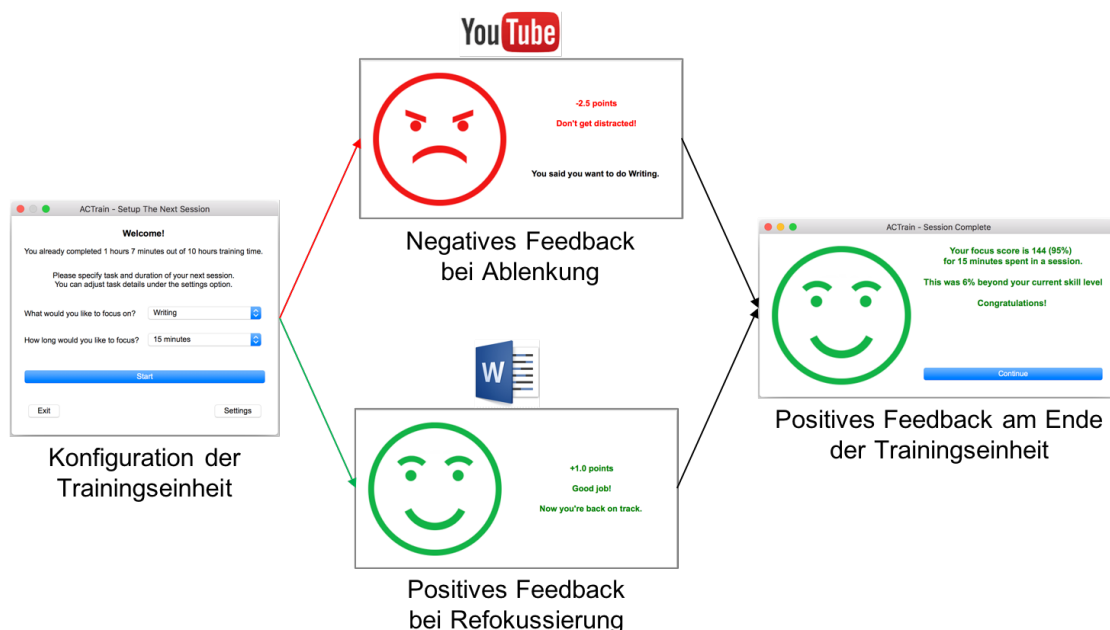 YouTube
-2.5 points
Don't get distracted!
You said you want to do Writing.
Negatives Feedback
bei Ablenkung
ACTrain - Setup The Next Session
Welcome!
You already completed 1 hours 7 minutes out of 10 hours training time.
Please specify task and duration of your next session.
You can adjust task details under the settings option.
What would you like to focus on? Writing
How long would you like to focus? 15 minutes
Start
Exit Settings
Konfiguration der
Trainingseinheit
W
+1.0 points
Good job!
Now you're back on track.
Positives Feedback
bei Refokussierung
ACTrain - Session Complete
Your focus score is 144 (95%)
for 15 minutes spent in a session.
This was 6% beyond your current skill level
Congratulations!
Continue
Positives Feedback am Ende
der Trainingseinheit